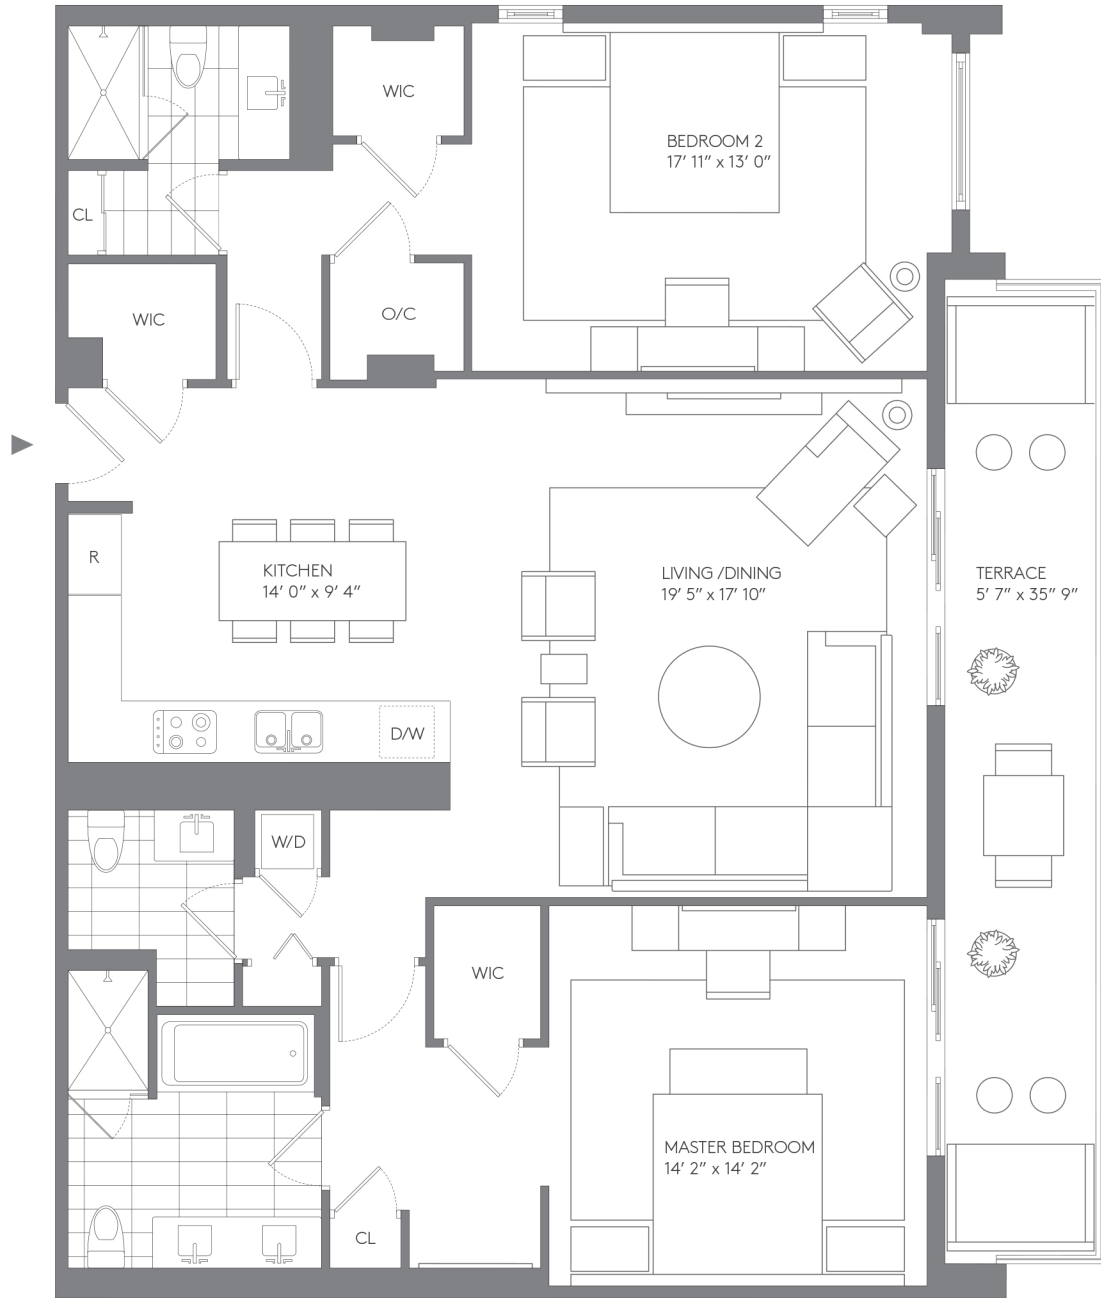 WIC
BEDROOM 2
17' 11" x 13' 0"
CL
WIC
O/C
R
KITCHEN
14' 0" x 9' 4"
LIVING /DINING
19' 5" x 17' 10"
TERRACE
5' 7" x 35" 9"
D/W
W/D
WIC
MASTER BEDROOM
14' 2" x 14' 2"
CL